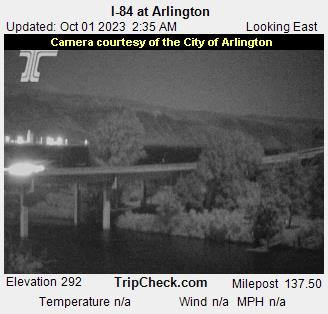 I-84 at Arlington
Updated: Oct 01 2023 2:35 AM Looking East
Camera courtesy of the City of Arlington
Elevation 292 TripCheck.com Milepost 137.50
Temperature n/a Wind n/a MPH n/a